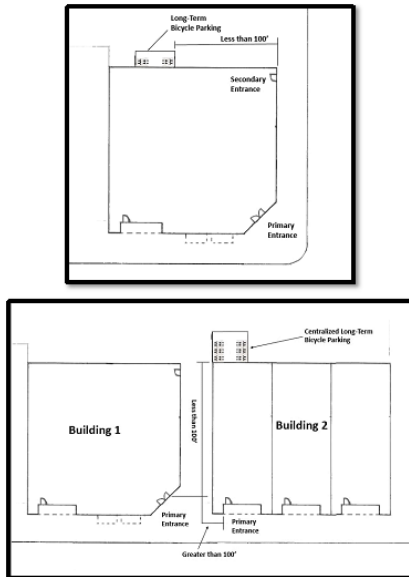 Long-Term
Bicycle Parking
Less than 100'
Secondary
Entrance
Primary
Entrance
Centralized Long-Term
Bicycle Parking
Less than 100'
Building 1
Building 2
Primary
Entrance
Primary
Entrance
Greater than 100'